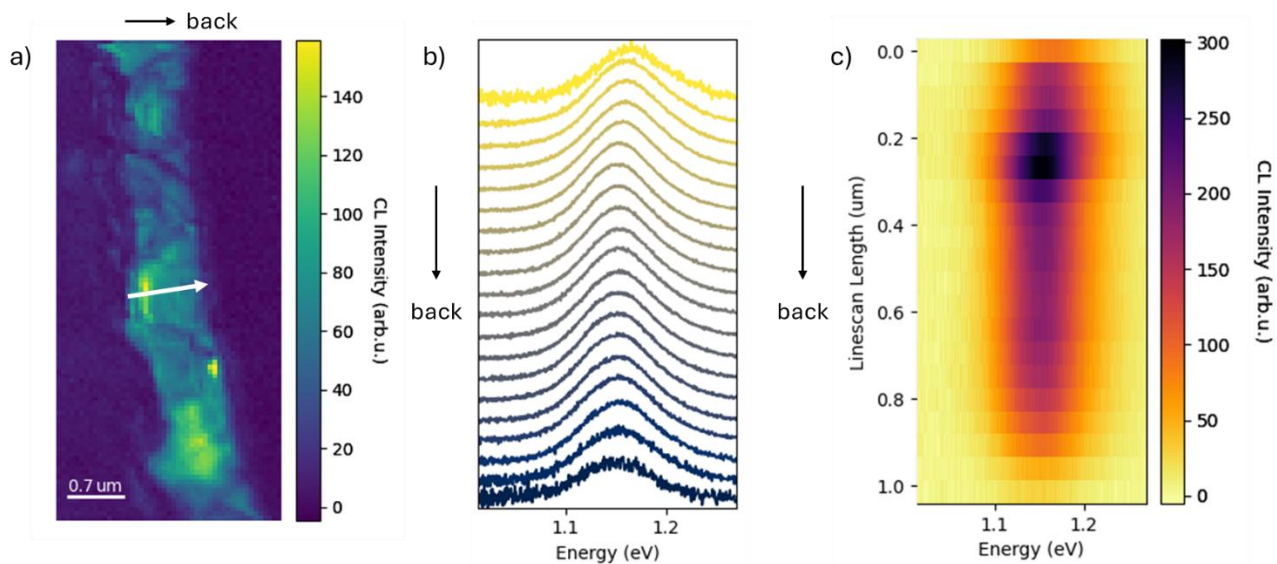 back
a)
140
120
100
80
60
40
20
0
CL Intensity (arb.u.)
0.7 um
b)
back
1.1 1.2
Energy (eV)
c)
back
0.0
0.2
0.4
0.6
0.8
1.0
Linescan Length (um)
1.1 1.2
Energy (eV)
300
250
200
150
100
50
0
CL Intensity (arb.u.)